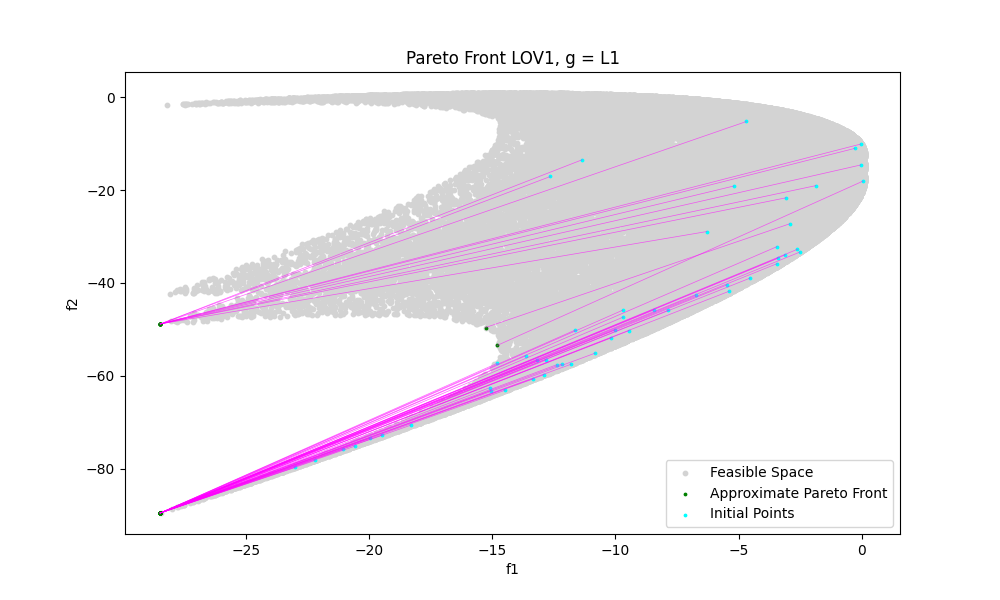 Pareto Front LOV1, g = L1
f2
0
−20
−40
−60
−80
−25
−20
−15
−10
−5
0
f1
Feasible Space
Approximate Pareto Front
Initial Points